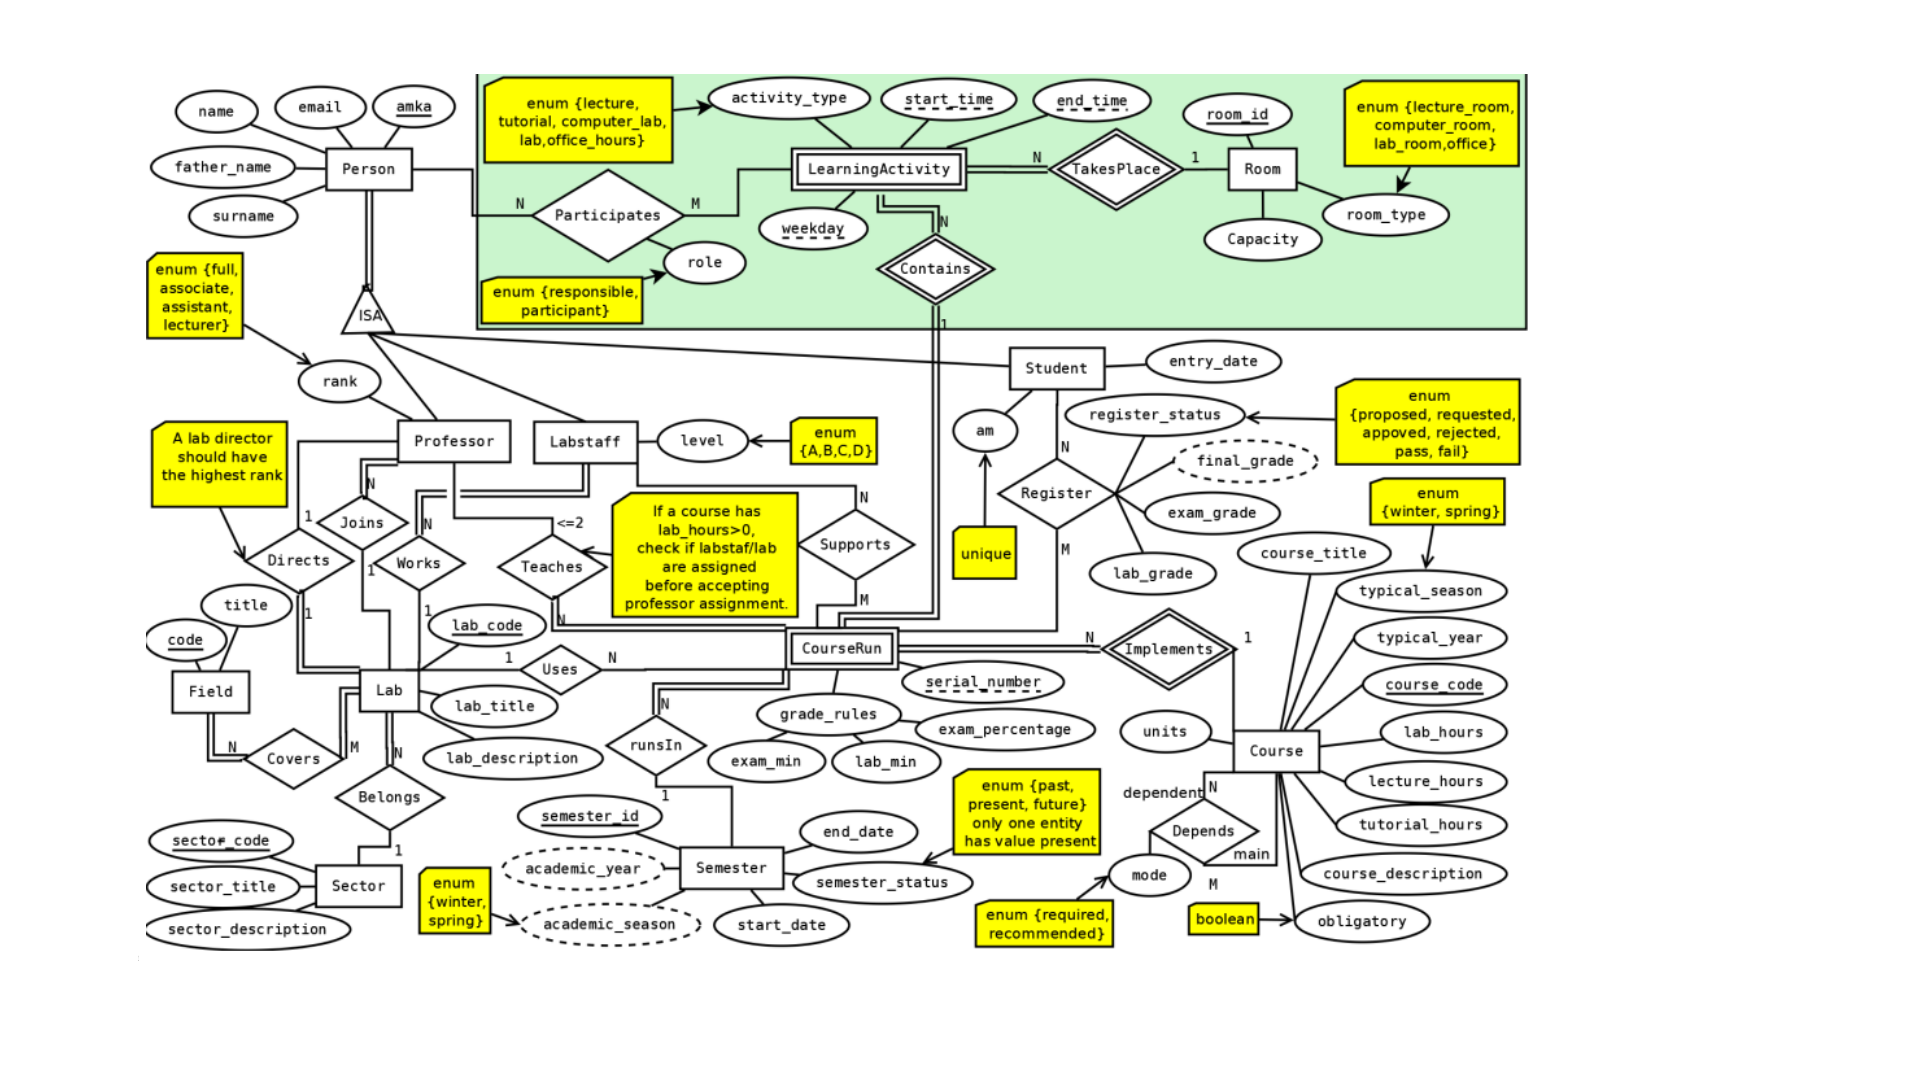 name
email
amka
father_name
Person
surname
enum {lecture,
tutorial, computer_lab,
lab,office_hours}
activity_type
start_time
end_time
room_id
enum {lecture_room,
computer_room,
lab_room,office}
LearningActivity
N
TakesPlace
1
Room
room_type
Capacity
N
Participates
M
weekday
N
role
Contains
enum {responsible,
participant}
1
enum {full,
associate,
assistant,
lecturer}
ISA
rank
Student
entry_date
am
register_status
enum
{proposed, requested,
appoved, rejected,
pass, fail}
A lab director
should have
the highest rank
Professor
Labstaff
level
enum
{A,B,C,D}
N
final_grade
Register
exam_grade
enum
{winter, spring}
unique
M
lab_grade
course_title
N
1
Joins
N
<=2
If a course has
lab_hours>0,
check if labstaf/lab
are assigned
before accepting
professor assignment.
N
Supports
M
Directs
1
Works
Teaches
N
1
1
title
code
Field
lab_code
1
Uses
N
CourseRun
N
Implements
1
typical_season
typical_year
course_code
lab_hours
lecture_hours
tutorial_hours
course_description
obligatory
units
Course
serial_number
Lab
lab_title
lab_description
N
runsIn
1
grade_rules
exam_percentage
exam_min
lab_min
N
Covers
M
N
Belongs
1
sector_code
sector_title
sector_description
Sector
semester_id
academic_year
academic_season
enum
{winter,
spring}
Semester
end_date
semester_status
start_date
enum {past,
present, future}
only one entity
has value present
dependent
N
Depends
main
M
mode
enum {required,
recommended}
boolean